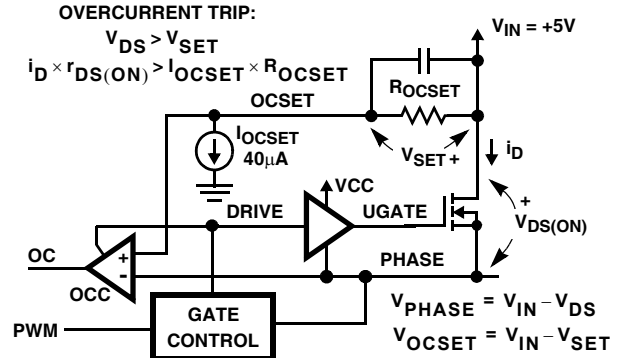 OVERCURRENT TRIP:
V_DS > V_SET
i_D × r_DS(ON) > I_OCSET × R_OCSET
V_IN = +5V
R_OCSET
OCSET
I_OCSET
40μA
V_SET +
i_D
VCC
DRIVE
UGATE
+
V_DS(ON)
PHASE
OC
+
-
OCC
PWM
GATE
CONTROL
V_PHASE = V_IN – V_DS
V_OCSET = V_IN – V_SET